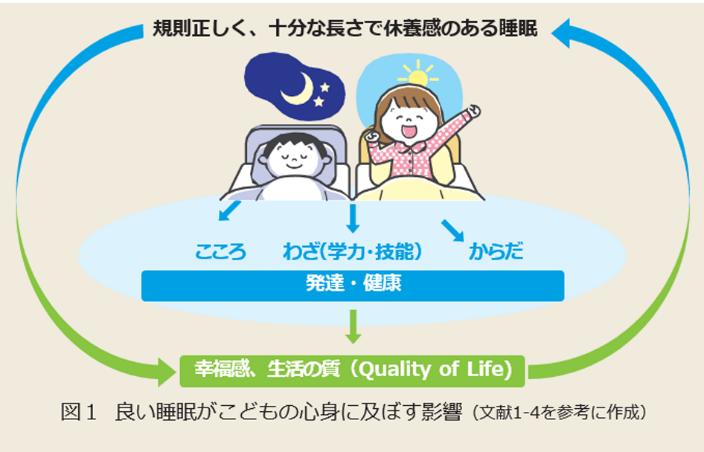 規則正しく、十分な長さで休養感のある睡眠
こころ わざ(学力・技能) からだ
発達・健康
幸福感、生活の質（Quality of Life）
図１ 良い睡眠がこどもの心身に及ぼす影響（文献1-4を参考に作成）